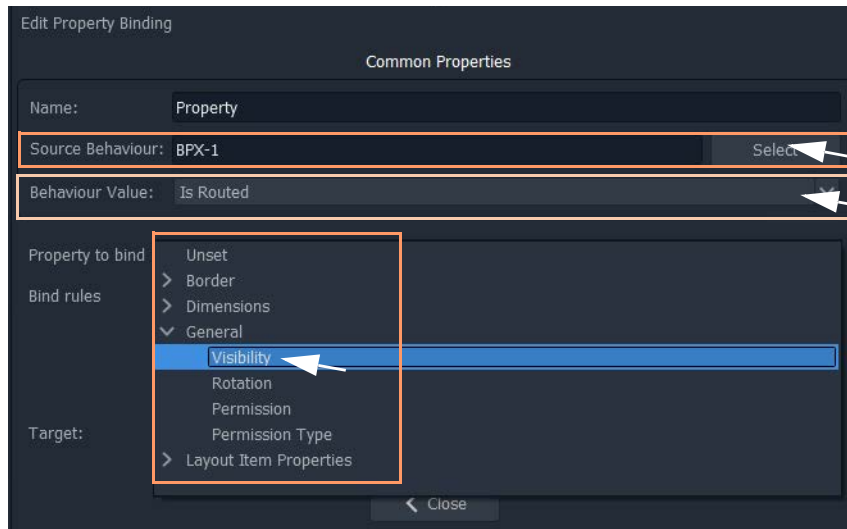 Edit Property Binding
Common Properties
Name: Property
Source Behaviour: BPX-1 Select
Behaviour Value: Is Routed
Property to bind Unset
Border
Bind rules
Dimensions
General
Visibility
Rotation
Permission
Target: Permission Type
Layout Item Properties
Close